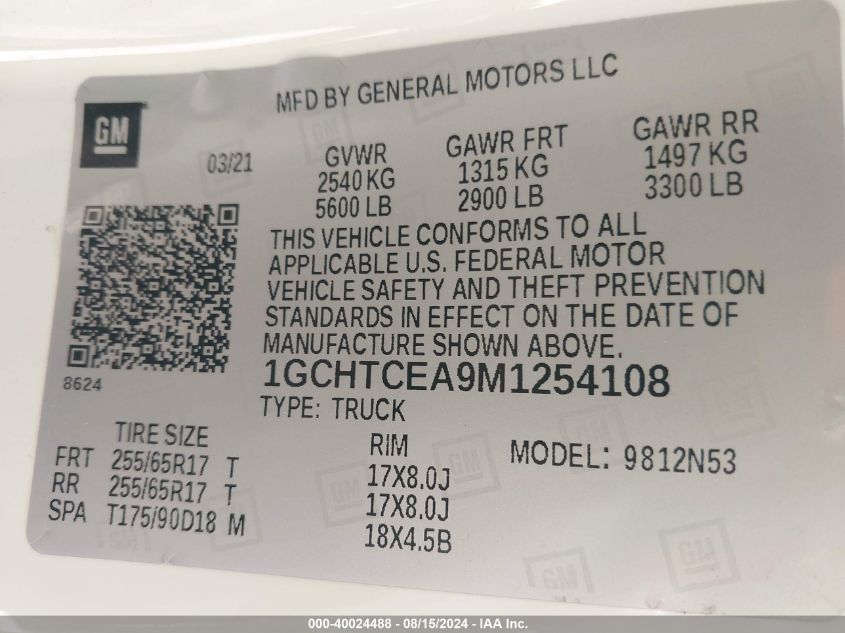 MFD BY GENERAL MOTORS LLC
GM
03/21
GVWR GAWR FRT GAWR RR
2540 KG 1315 KG 1497 KG
5600 LB 2900 LB 3300 LB
THIS VEHICLE CONFORMS TO ALL
APPLICABLE U.S. FEDERAL MOTOR
VEHICLE SAFETY AND THEFT PREVENTION
STANDARDS IN EFFECT ON THE DATE OF
MANUFACTURE SHOWN ABOVE.
8624
1GCHTCEA9M1254108
TYPE: TRUCK
TIRE SIZE RIM MODEL: 9812N53
FRT 255/65R17 T 17X8.0J
RR 255/65R17 T 17X8.0J
SPA T175/90D18 M 18X4.5B
000-40024488 - 08/15/2024 - IAA Inc.